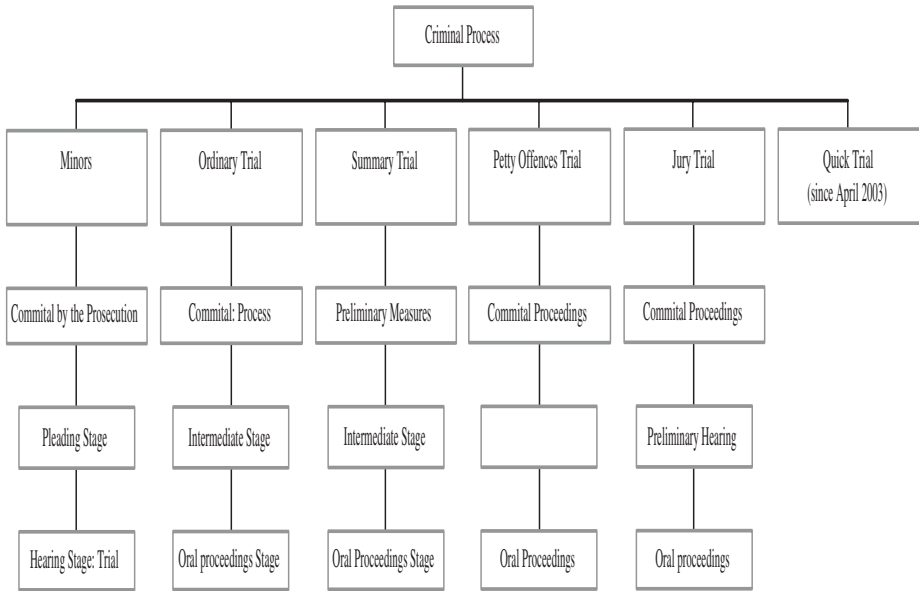 Criminal Process
Minors
Ordinary Trial
Summary Trial
Petty Offences Trial
Jury Trial
Quick Trial
(since April 2003)
Commital by the Prosecution
Commital: Process
Preliminary Measures
Commital Proceedings
Commital Proceedings
Pleading Stage
Intermediate Stage
Intermediate Stage
Preliminary Hearing
Hearing Stage: Trial
Oral proceedings Stage
Oral Proceedings Stage
Oral Proceedings
Oral proceedings